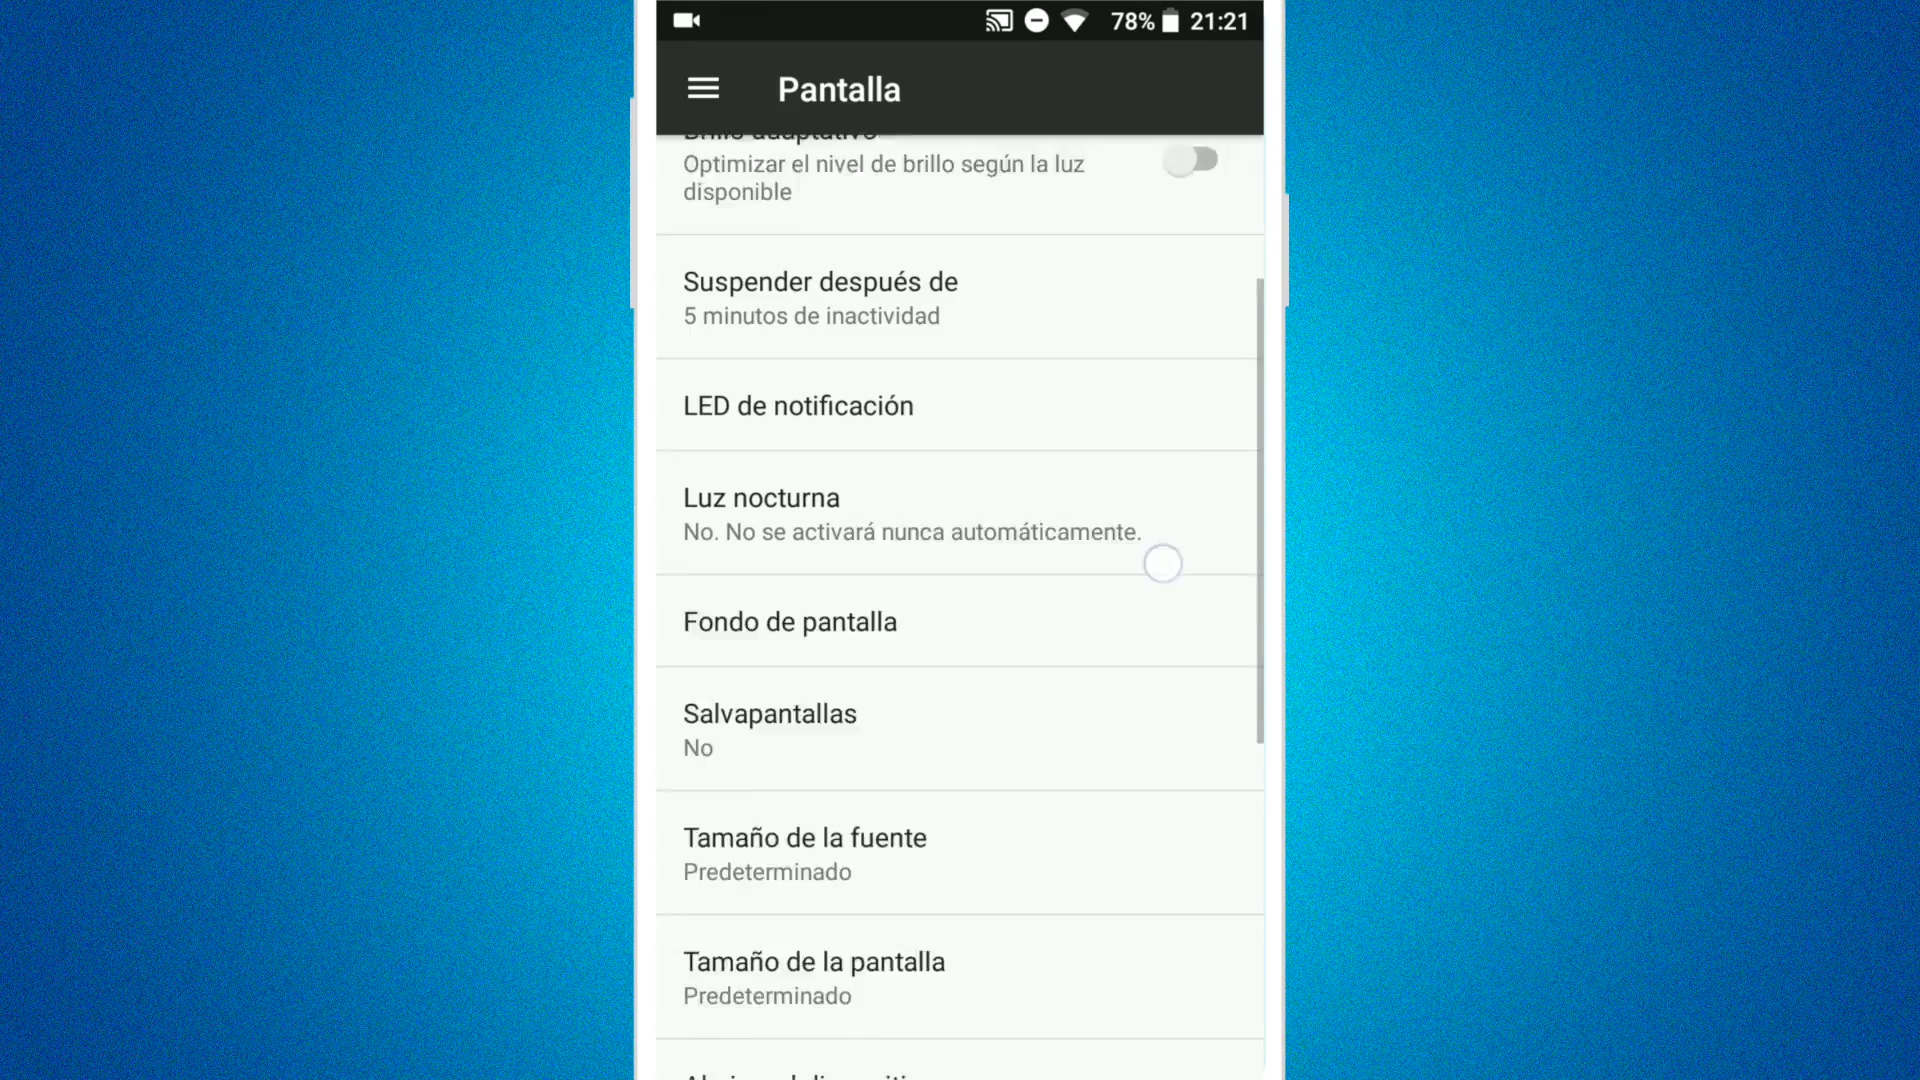 78% 21:21
Pantalla
Brillo adaptativo
Optimizar el nivel de brillo según la luz
disponible
Suspender después de
5 minutos de inactividad
LED de notificación
Luz nocturna
No. No se activará nunca automáticamente.
Fondo de pantalla
Salvapantallas
No
Tamaño de la fuente
Predeterminado
Tamaño de la pantalla
Predeterminado